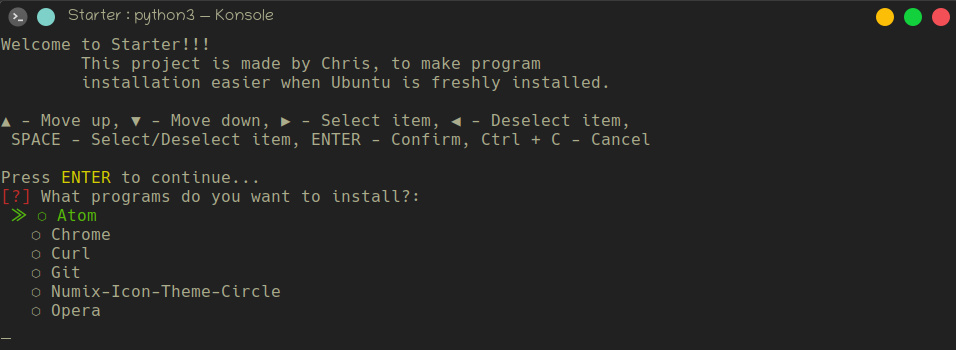 Starter : python3 — Konsole
Welcome to Starter!!!
This project is made by Chris, to make program
installation easier when Ubuntu is freshly installed.
▲ - Move up, ▼ - Move down, ► - Select item, ◄ - Deselect item,
SPACE - Select/Deselect item, ENTER - Confirm, Ctrl + C - Cancel
Press ENTER to continue...
[?] What programs do you want to install?:
≫ ○ Atom
○ Chrome
○ Curl
○ Git
○ Numix-Icon-Theme-Circle
○ Opera